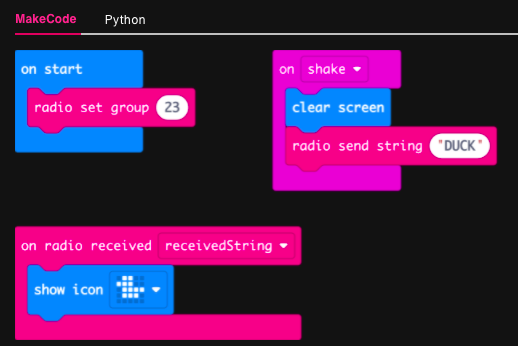 MakeCode Python
on start
radio set group 23
on shake
clear screen
radio send string "DUCK"
on radio received receivedString
show icon